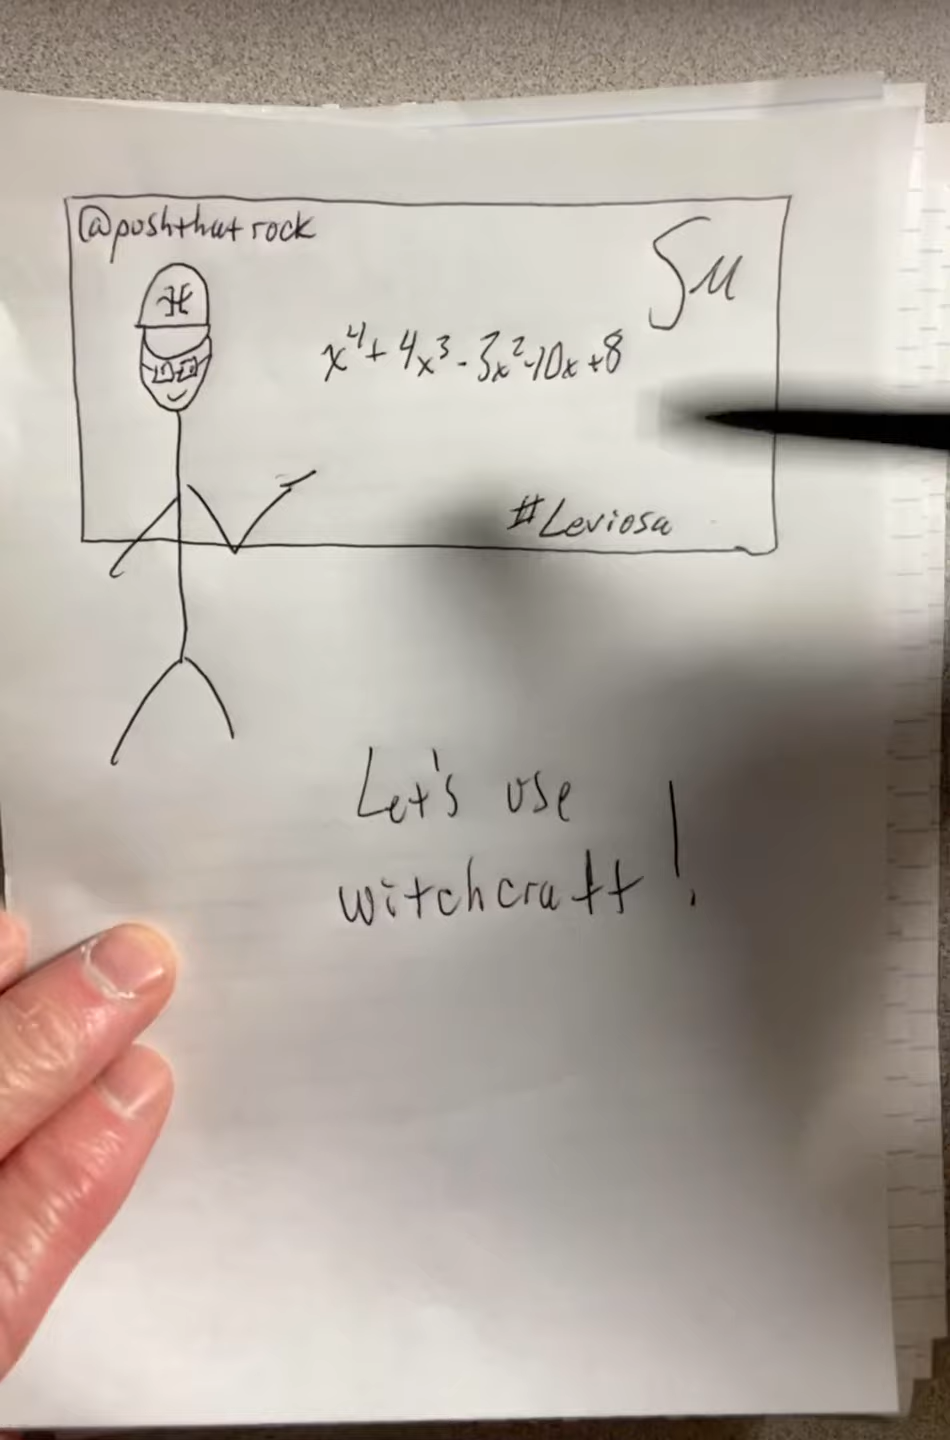 @pushthatrock
∫u
x⁴+4x³-3x²-10x+8
#Leviosa
Let's use
witchcraft!